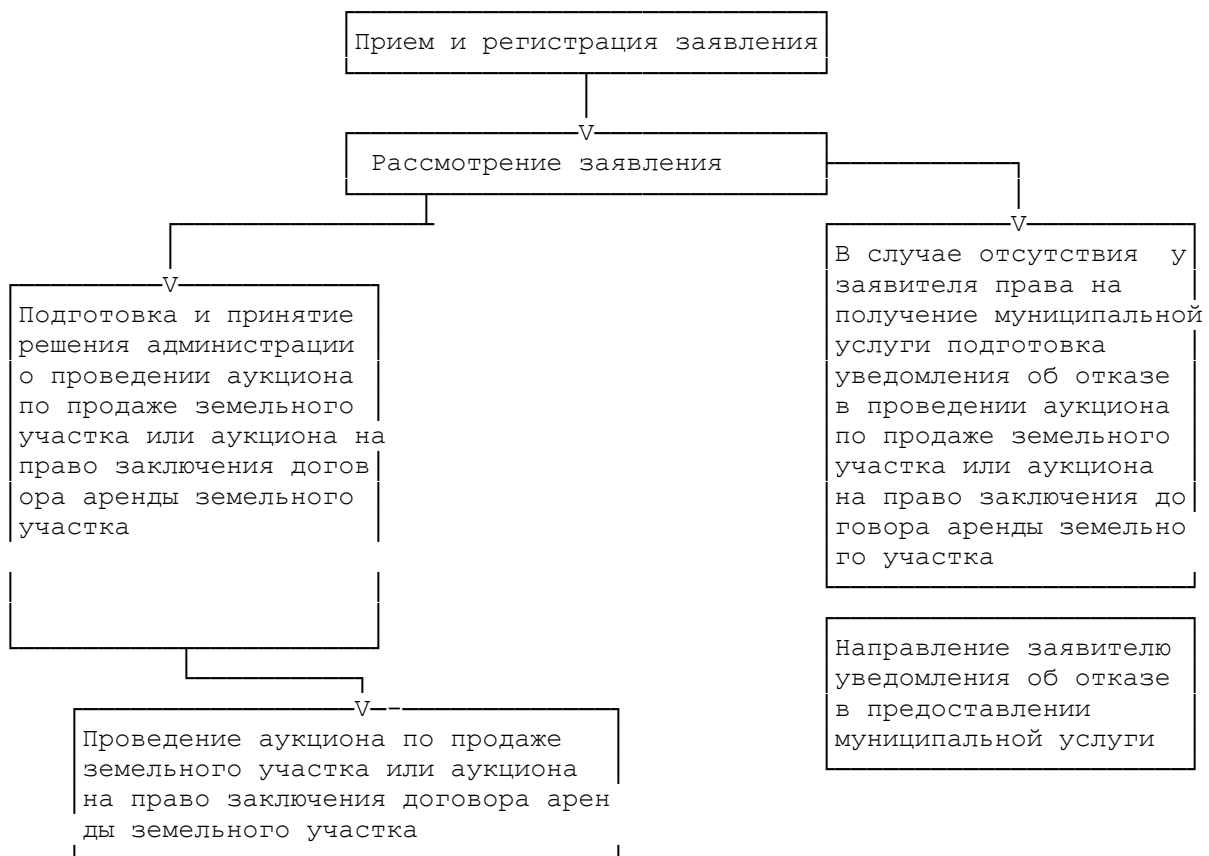 Прием и регистрация заявления
V
Рассмотрение заявления
V
Подготовка и принятие
решения администрации
о проведении аукциона
по продаже земельного
участка или аукциона на
право заключения догов
ора аренды земельного
участка
V
В случае отсутствия у
заявителя права на
получение муниципальной
услуги подготовка
уведомления об отказе
в проведении аукциона
по продаже земельного
участка или аукциона
на право заключения до
говора аренды земельно
го участка
Направление заявителю
уведомления об отказе
в предоставлении
муниципальной услуги
V
Проведение аукциона по продаже
земельного участка или аукциона
на право заключения договора арен
ды земельного участка